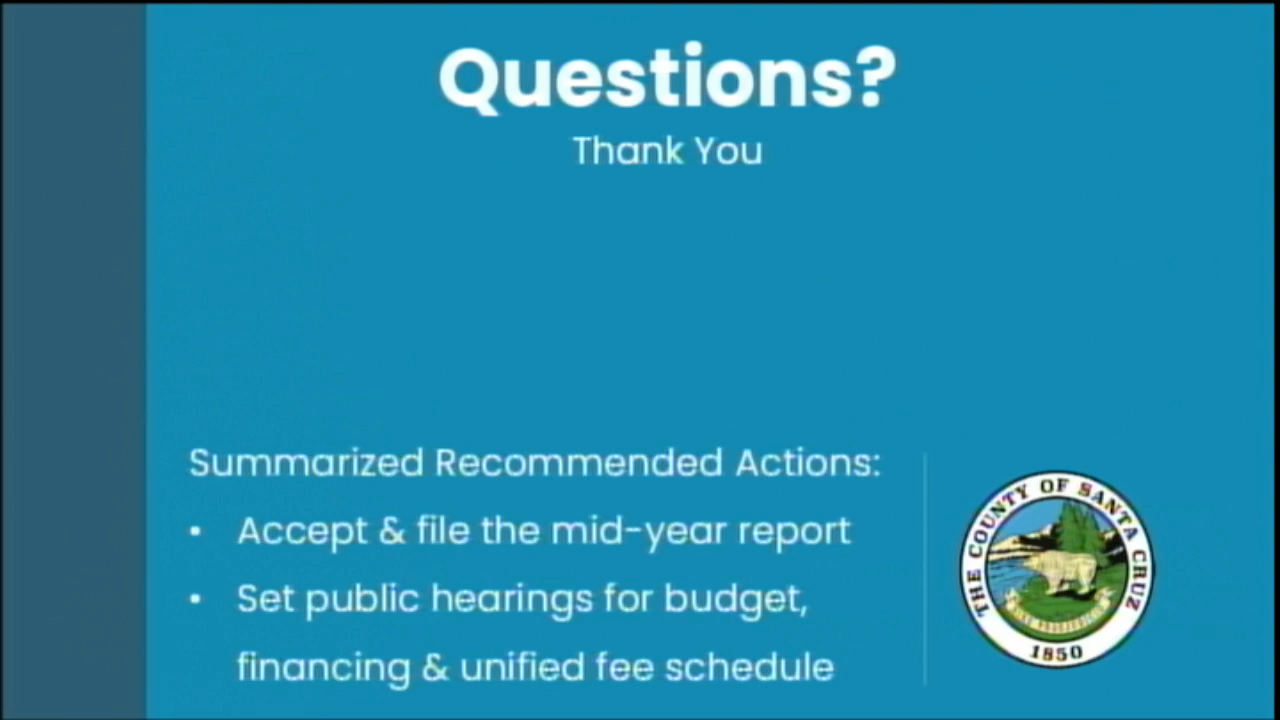 Questions?
Thank You
Summarized Recommended Actions:
• Accept & file the mid-year report
• Set public hearings for budget,
financing & unified fee schedule
THE COUNTY OF SANTA CRUZ
1850